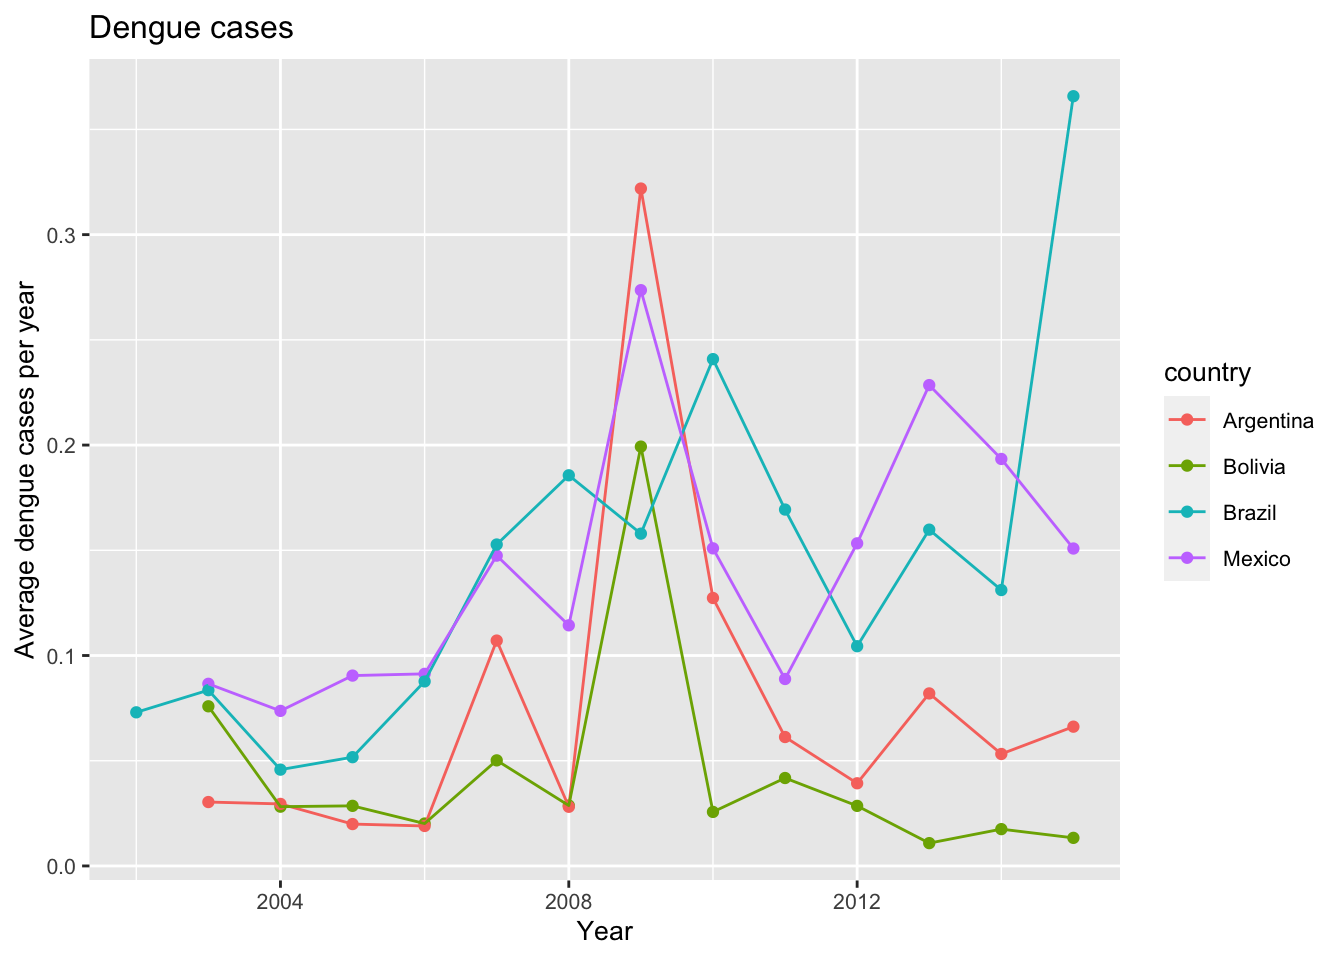 Dengue cases
Average dengue cases per year
0.3
0.2
0.1
0.0
2004
2008
2012
Year
country
Argentina
Bolivia
Brazil
Mexico